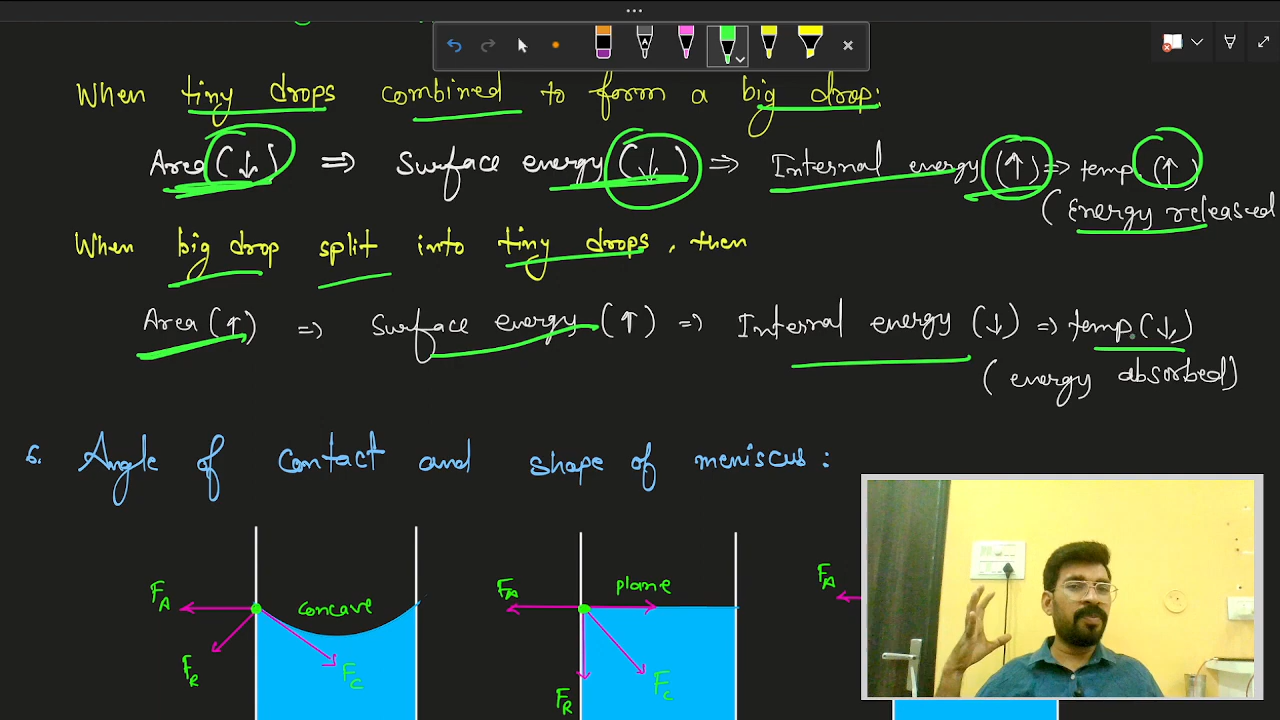 When tiny drops combined to form a big drop:
Area (↓) ⇒ Surface energy (↓) ⇒ Internal energy (↑) ⇒ temp. (↑)
(Energy released
When big drop split into tiny drops, then
Area (↑) ⇒ Surface energy (↑) ⇒ Internal energy (↓) ⇒ temp. (↓)
(energy absorbed)
6. Angle of contact and shape of meniscus:
FA concave FR FC
FA plane FR FC
FA